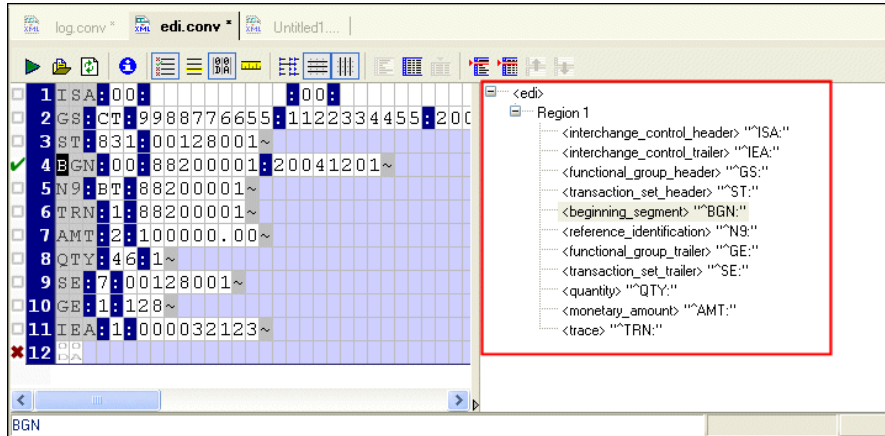 log.conv * edi.conv * Untitled1....
1 ISA:00: :00:
2 GS:CT:9988776655:1122334455:200
3 ST:831:00128001~
4 BGN:00:88200001:20041201~
5 N9:BT:88200001~
6 TRN:1:88200001~
7 AMT:2:100000.00~
8 QTY:46:1~
9 SE:7:00128001~
10 GE:1:128~
11 IEA:1:000032123~
12 0D 0A
<edi>
Region 1
<interchange_control_header> "^ISA:"
<interchange_control_trailer> "^IEA:"
<functional_group_header> "^GS:"
<transaction_set_header> "^ST:"
<beginning_segment> "^BGN:"
<reference_identification> "^N9:"
<functional_group_trailer> "^GE:"
<transaction_set_trailer> "^SE:"
<quantity> "^QTY:"
<monetary_amount> "^AMT:"
<trace> "^TRN:"
BGN